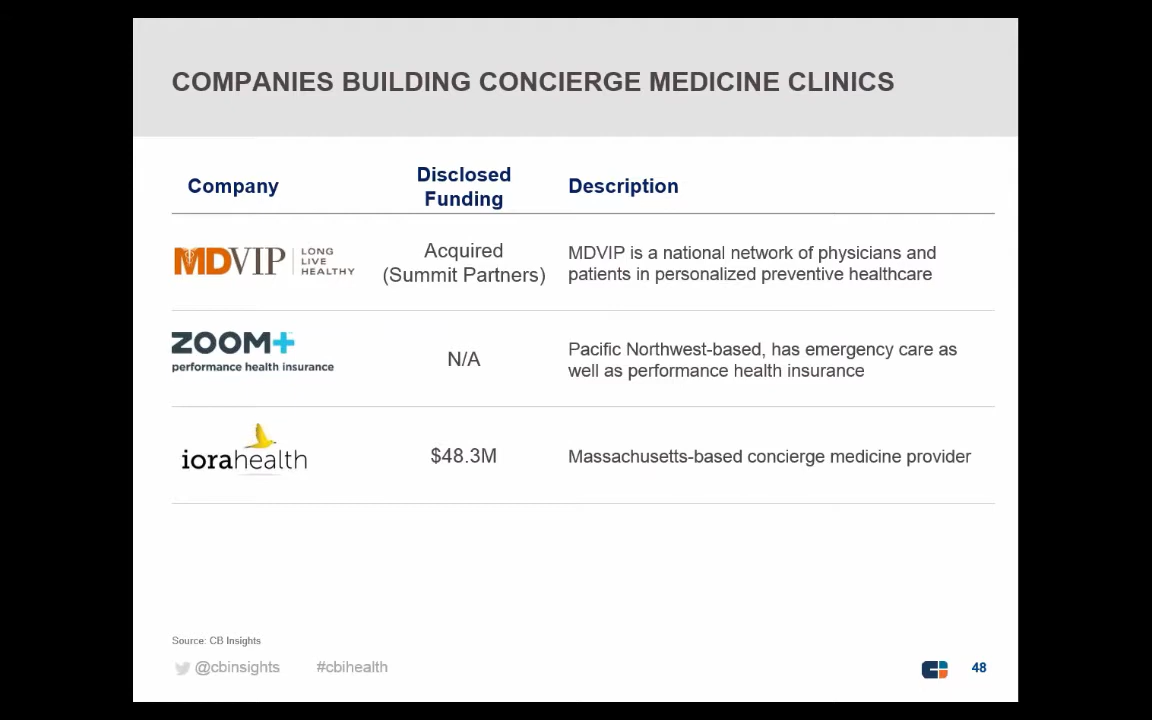 COMPANIES BUILDING CONCIERGE MEDICINE CLINICS
Company
Disclosed
Funding
Description
MDVIP
LONG
LIVE
HEALTHY
Acquired
(Summit Partners)
MDVIP is a national network of physicians and
patients in personalized preventive healthcare
ZOOM+
performance health insurance
N/A
Pacific Northwest-based, has emergency care as
well as performance health insurance
iorahealth
$48.3M
Massachusetts-based concierge medicine provider
Source: CB Insights
@cbinsights
#cbihealth
48